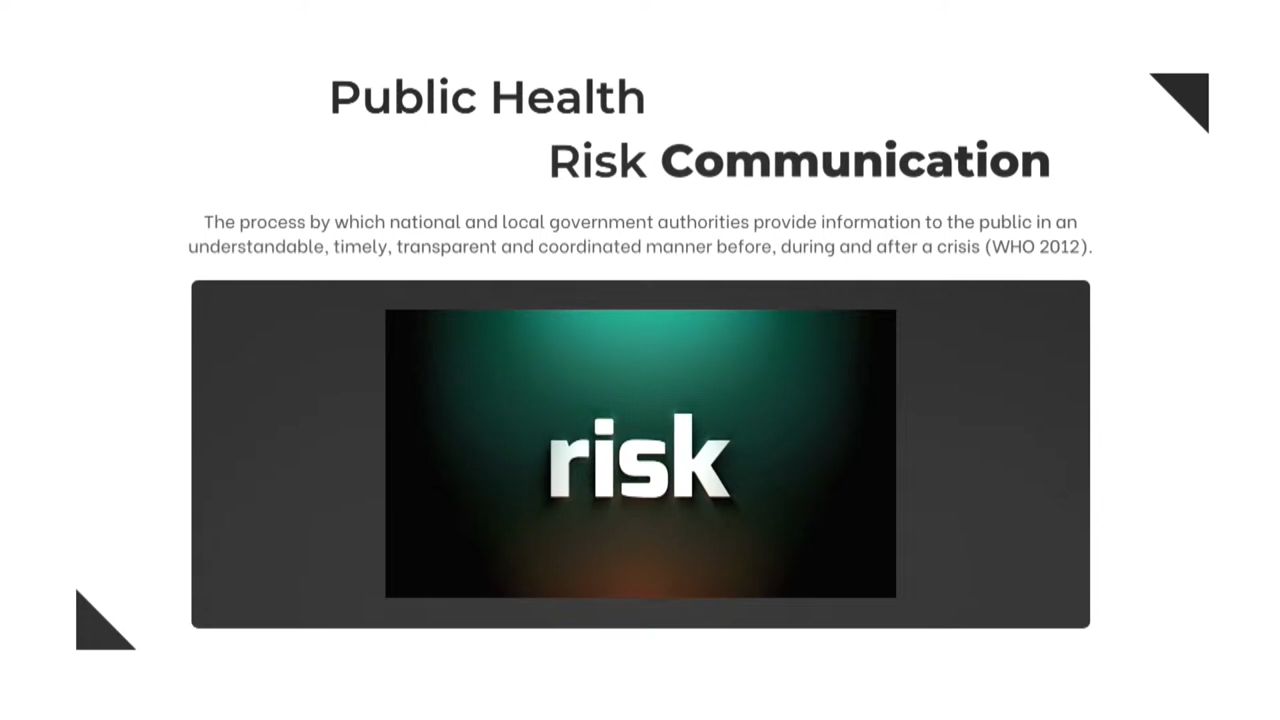 Public Health
Risk Communication
The process by which national and local government authorities provide information to the public in an
understandable, timely, transparent and coordinated manner before, during and after a crisis (WHO 2012).
risk